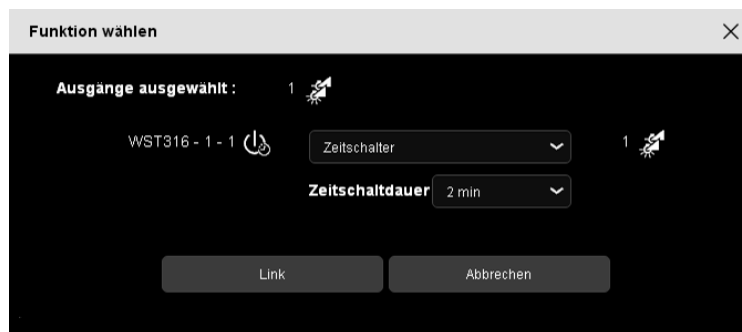 Funktion wählen
Ausgänge ausgewählt : 1
WST316 - 1 - 1 Zeitschalter 1
Zeitschaltdauer 2 min
Link Abbrechen